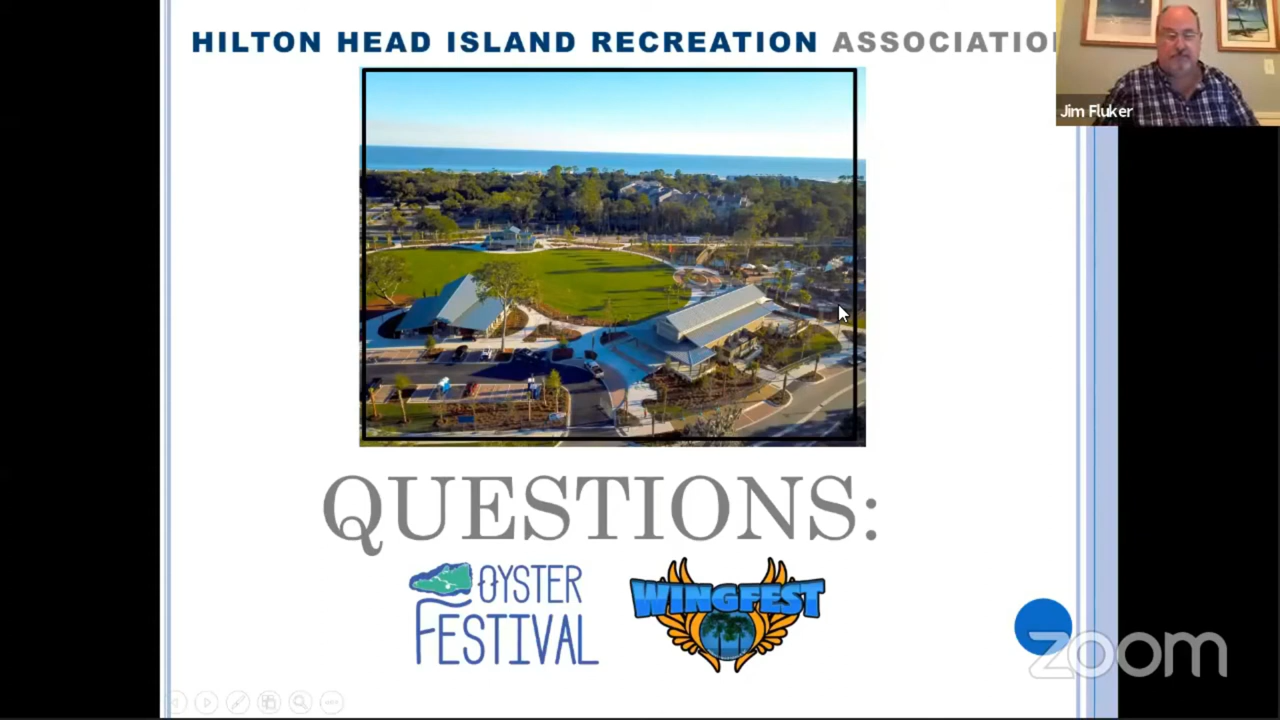 HILTON HEAD ISLAND RECREATION ASSOCIATIO
Jim Fluker
QUESTIONS:
OYSTER
FESTIVAL
WINGFEST
zoom